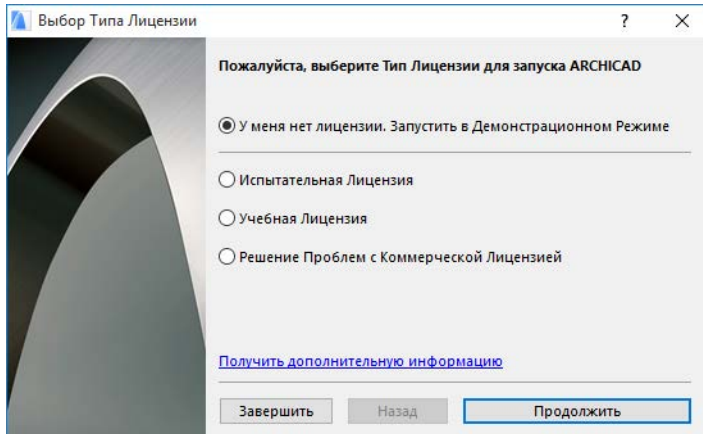 Выбор Типа Лицензии
?
Пожалуйста, выберите Тип Лицензии для запуска ARCHICAD
У меня нет лицензии. Запустить в Демонстрационном Режиме
Испытательная Лицензия
Учебная Лицензия
Решение Проблем с Коммерческой Лицензией
Получить дополнительную информацию
Завершить Назад Продолжить